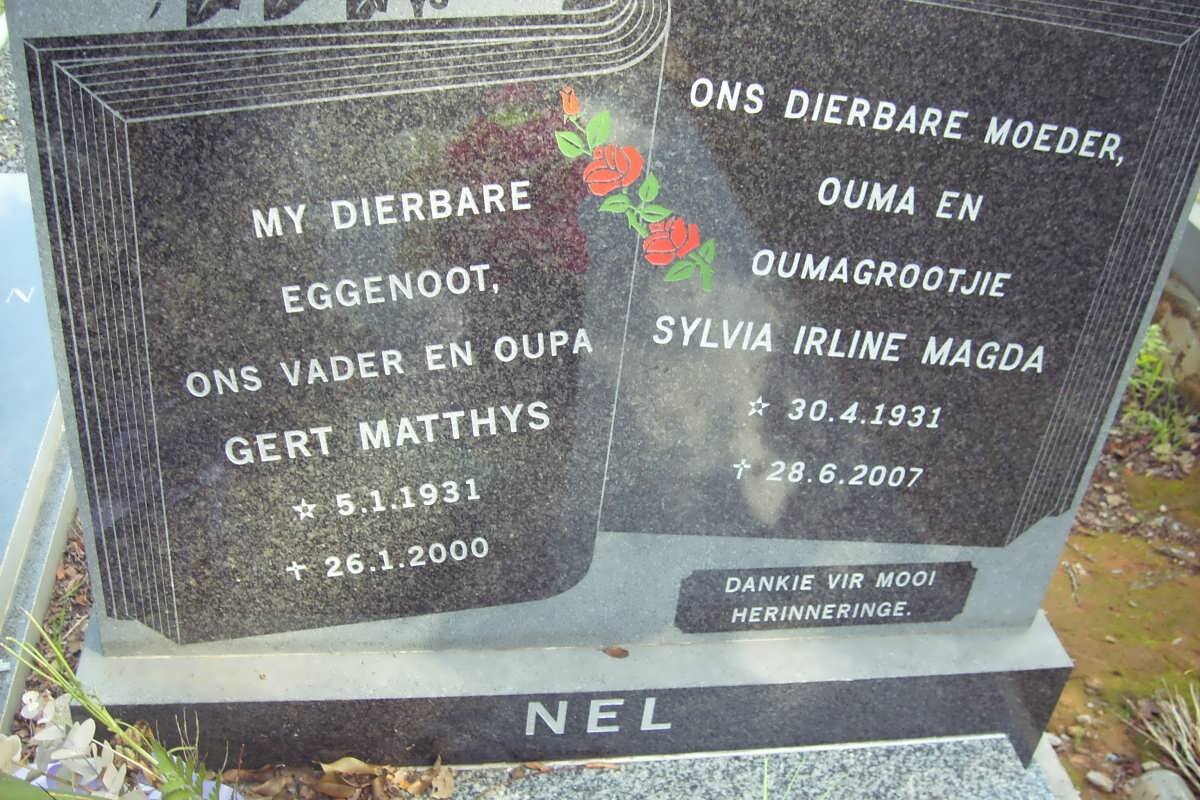 MY DIERBARE
EGGENOOT,
ONS VADER EN OUPA
GERT MATTHYS
☆ 5.1.1931
✝ 26.1.2000
ONS DIERBARE MOEDER,
OUMA EN
OUMAGROOTJIE
SYLVIA IRLINE MAGDA
☆ 30.4.1931
✝ 28.6.2007
DANKIE VIR MOOI
HERINNERINGE.
NEL